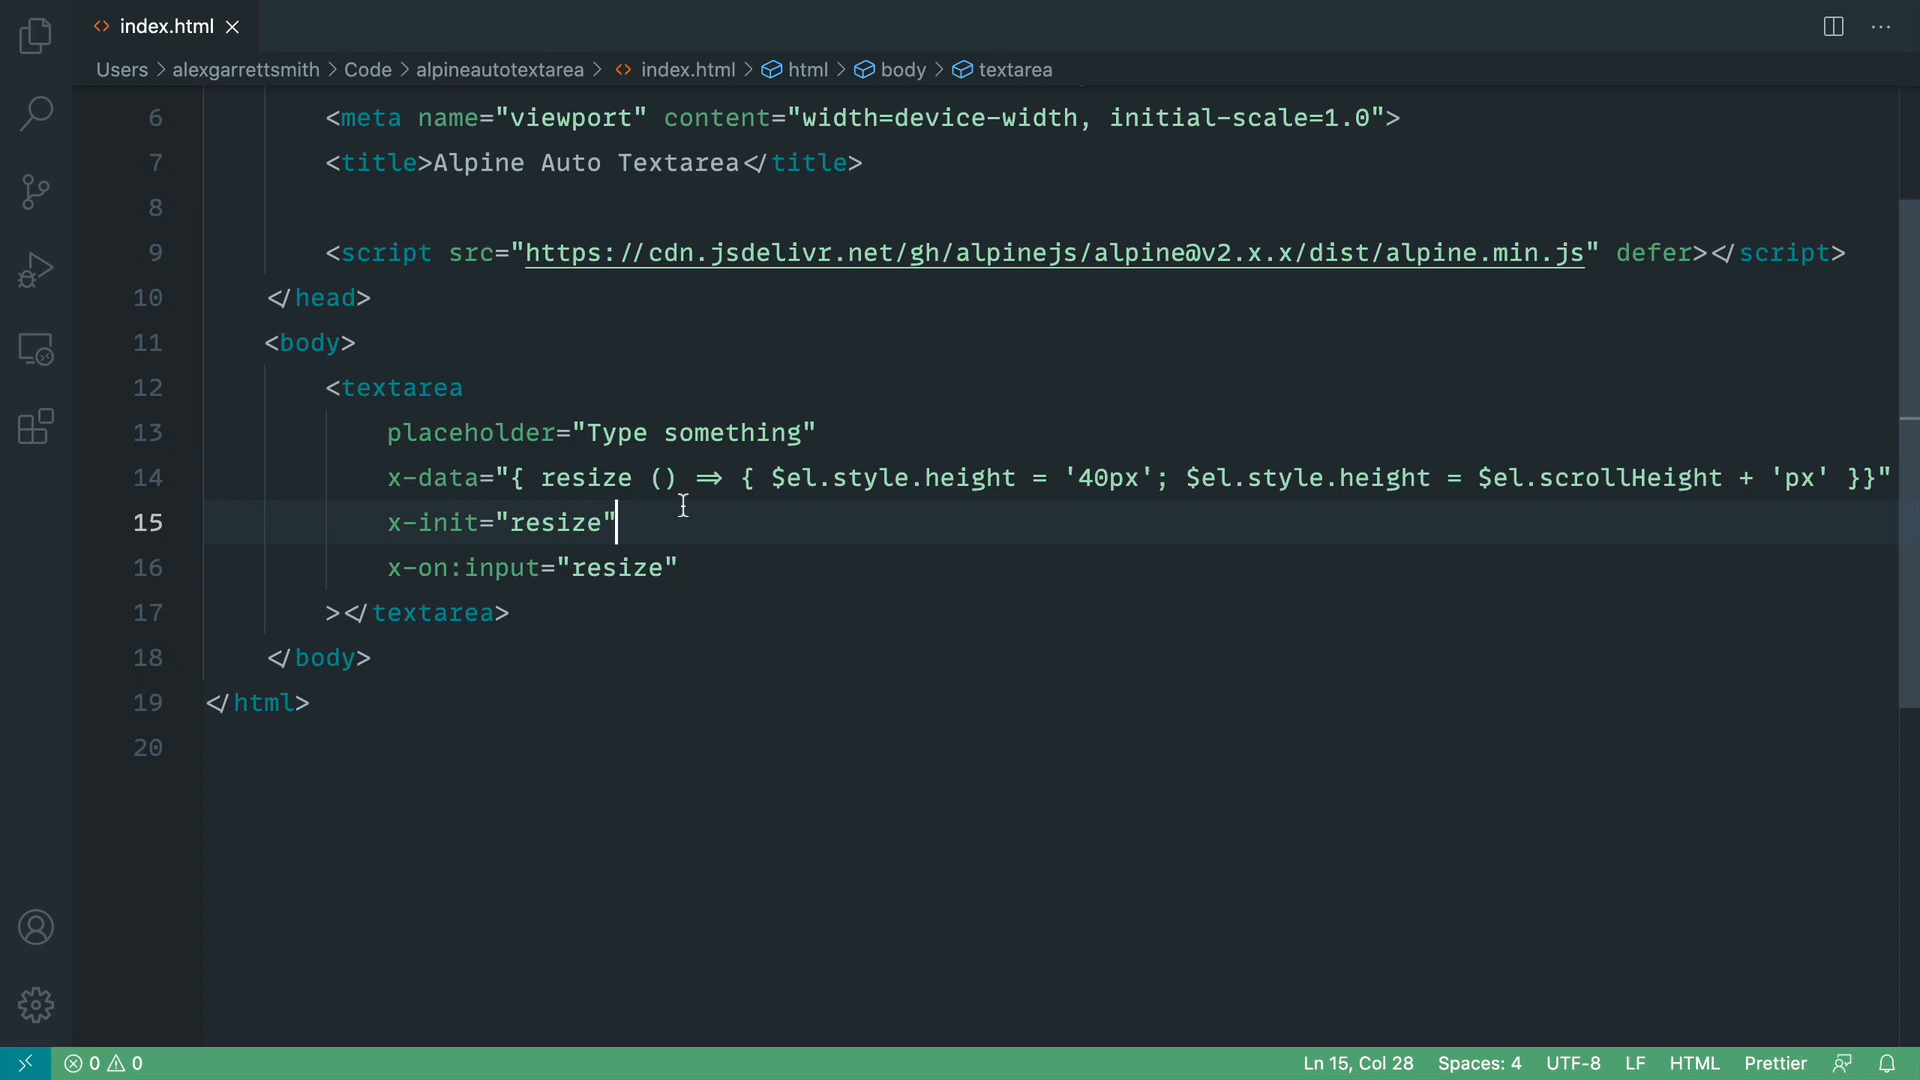 index.html
Users > alexgarrettsmith > Code > alpineautotextarea > index.html > html > body > textarea
6 <meta name="viewport" content="width=device-width, initial-scale=1.0">
7 <title>Alpine Auto Textarea</title>
8
9 <script src="https://cdn.jsdelivr.net/gh/alpinejs/alpine@v2.x.x/dist/alpine.min.js" defer></script>
10 </head>
11 <body>
12 <textarea
13 placeholder="Type something"
14 x-data="{ resize () => { $el.style.height = '40px'; $el.style.height = $el.scrollHeight + 'px' }}"
15 x-init="resize"
16 x-on:input="resize"
17 ></textarea>
18 </body>
19 </html>
20
0 0 Ln 15, Col 28 Spaces: 4 UTF-8 LF HTML Prettier